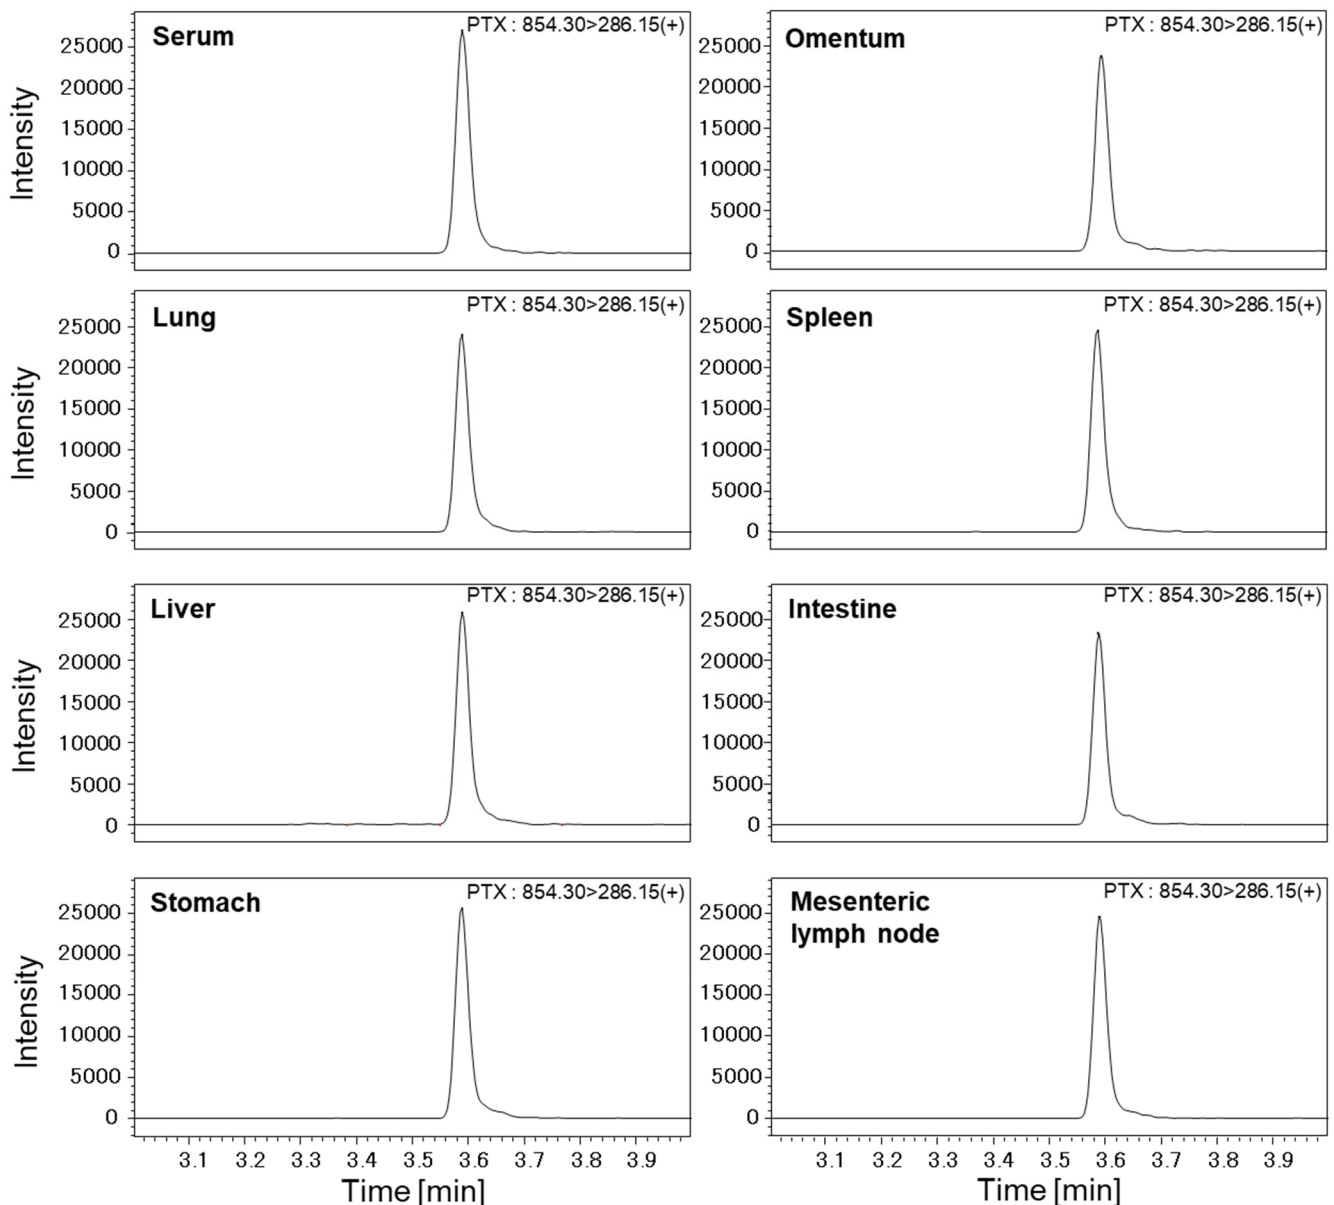 Serum
PTX : 854.30>286.15(+)
Intensity
25000
20000
15000
10000
5000
0
Omentum
PTX : 854.30>286.15(+)
25000
20000
15000
10000
5000
0
Lung
PTX : 854.30>286.15(+)
Intensity
25000
20000
15000
10000
5000
0
Spleen
PTX : 854.30>286.15(+)
25000
20000
15000
10000
5000
0
Liver
PTX : 854.30>286.15(+)
Intensity
25000
20000
15000
10000
5000
0
Intestine
PTX : 854.30>286.15(+)
25000
20000
15000
10000
5000
0
Stomach
PTX : 854.30>286.15(+)
Intensity
25000
20000
15000
10000
5000
0
3.1 3.2 3.3 3.4 3.5 3.6 3.7 3.8 3.9
Time [min]
Mesenteric
lymph node
PTX : 854.30>286.15(+)
25000
20000
15000
10000
5000
0
3.1 3.2 3.3 3.4 3.5 3.6 3.7 3.8 3.9
Time [min]